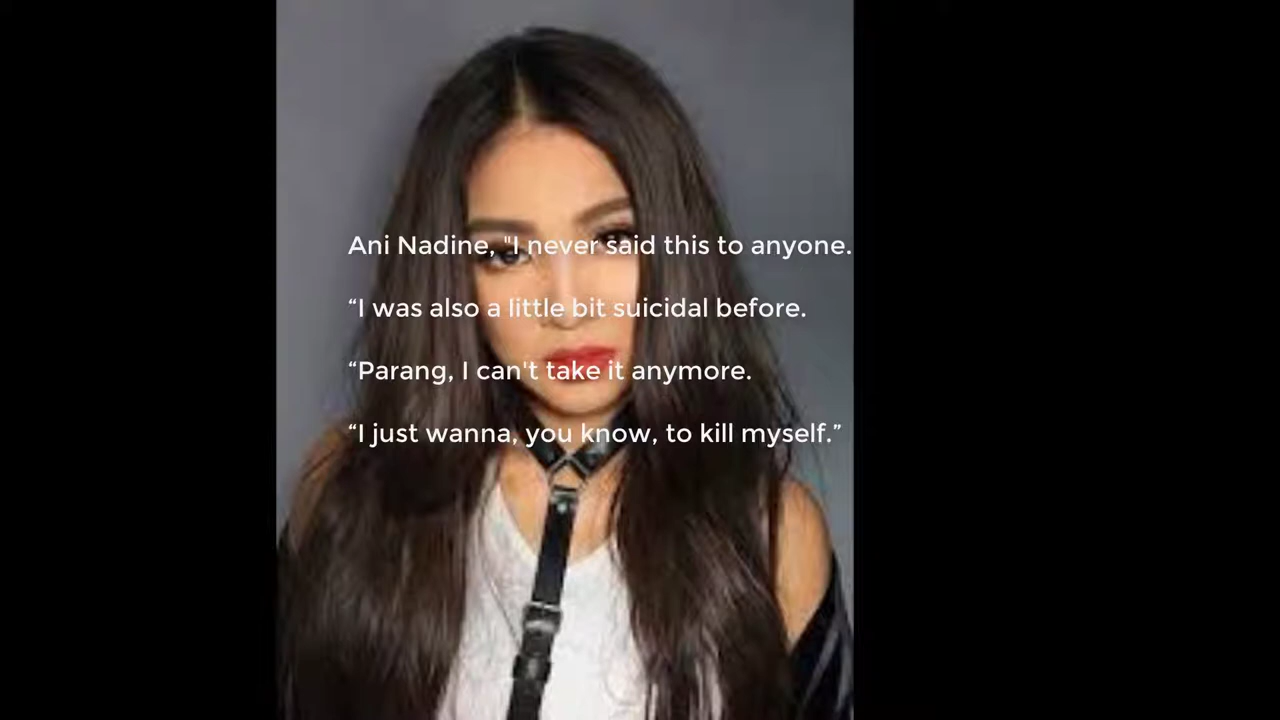 Ani Nadine, "I never said this to anyone.
“I was also a little bit suicidal before.
“Parang, I can't take it anymore.
“I just wanna, you know, to kill myself.”